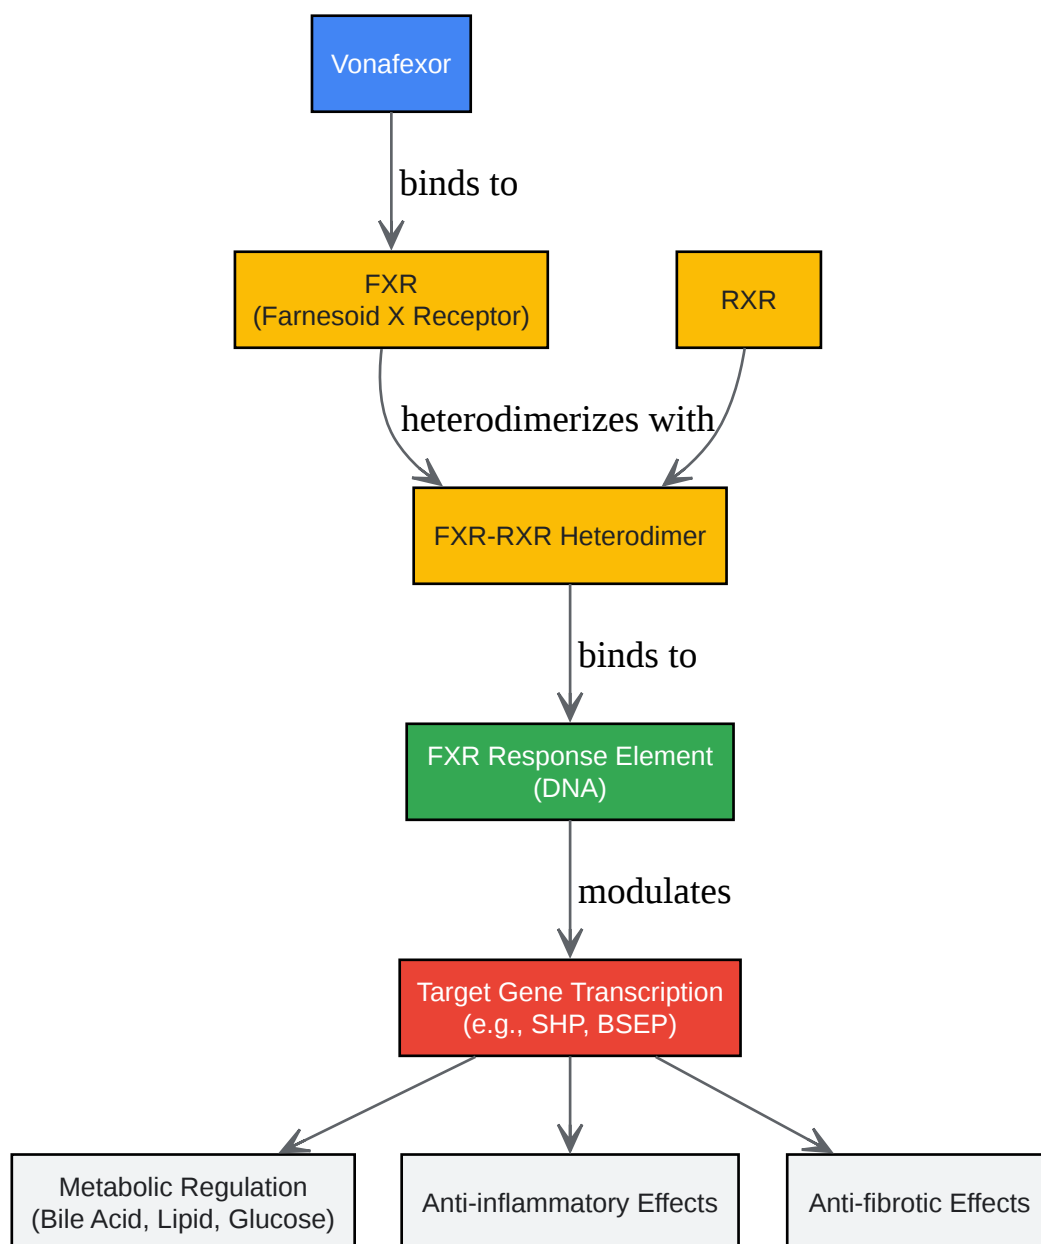 Vonafexor
binds to
FXR
(Farnesoid X Receptor)
RXR
heterodimerizes with
FXR-RXR Heterodimer
binds to
FXR Response Element
(DNA)
modulates
Target Gene Transcription
(e.g., SHP, BSEP)
Metabolic Regulation
(Bile Acid, Lipid, Glucose)
Anti-inflammatory Effects
Anti-fibrotic Effects